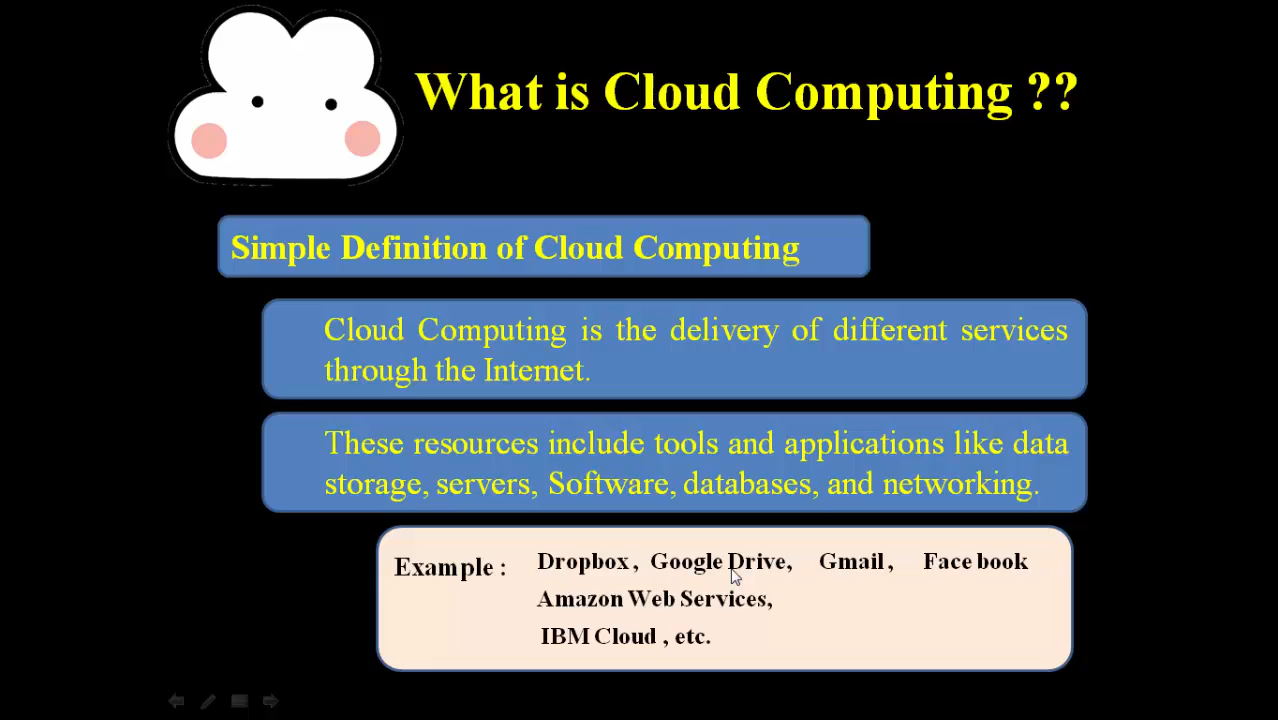 What is Cloud Computing ??
Simple Definition of Cloud Computing
Cloud Computing is the delivery of different services
through the Internet.
These resources include tools and applications like data
storage, servers, Software, databases, and networking.
Example : Dropbox , Google Drive, Gmail , Face book
Amazon Web Services,
IBM Cloud , etc.